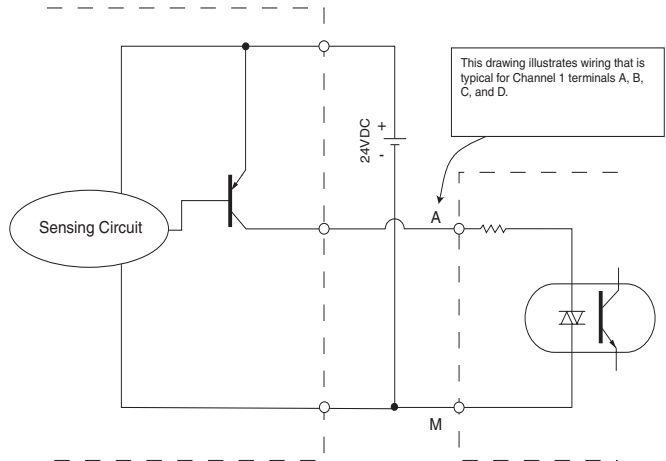 This drawing illustrates wiring that is
typical for Channel 1 terminals A, B,
C, and D.
24VDC
+
-
A
Sensing Circuit
M